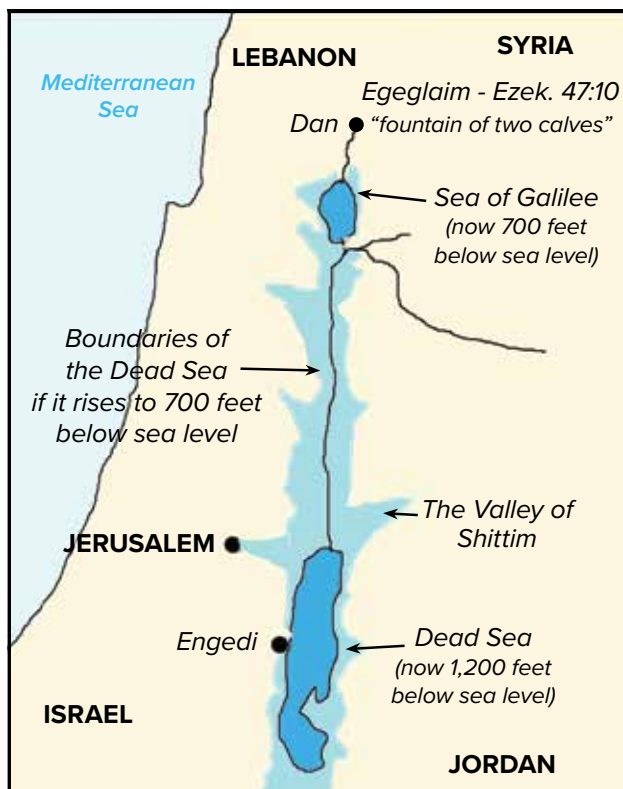 LEBANON
SYRIA
Mediterranean
Sea
Egeglaim - Ezek. 47:10
Dan
“fountain of two calves”
Sea of Galilee
(now 700 feet
below sea level)
Boundaries of
the Dead Sea
if it rises to 700 feet
below sea level
The Valley of
Shittim
JERUSALEM
Engedi
Dead Sea
(now 1,200 feet
below sea level)
ISRAEL
JORDAN